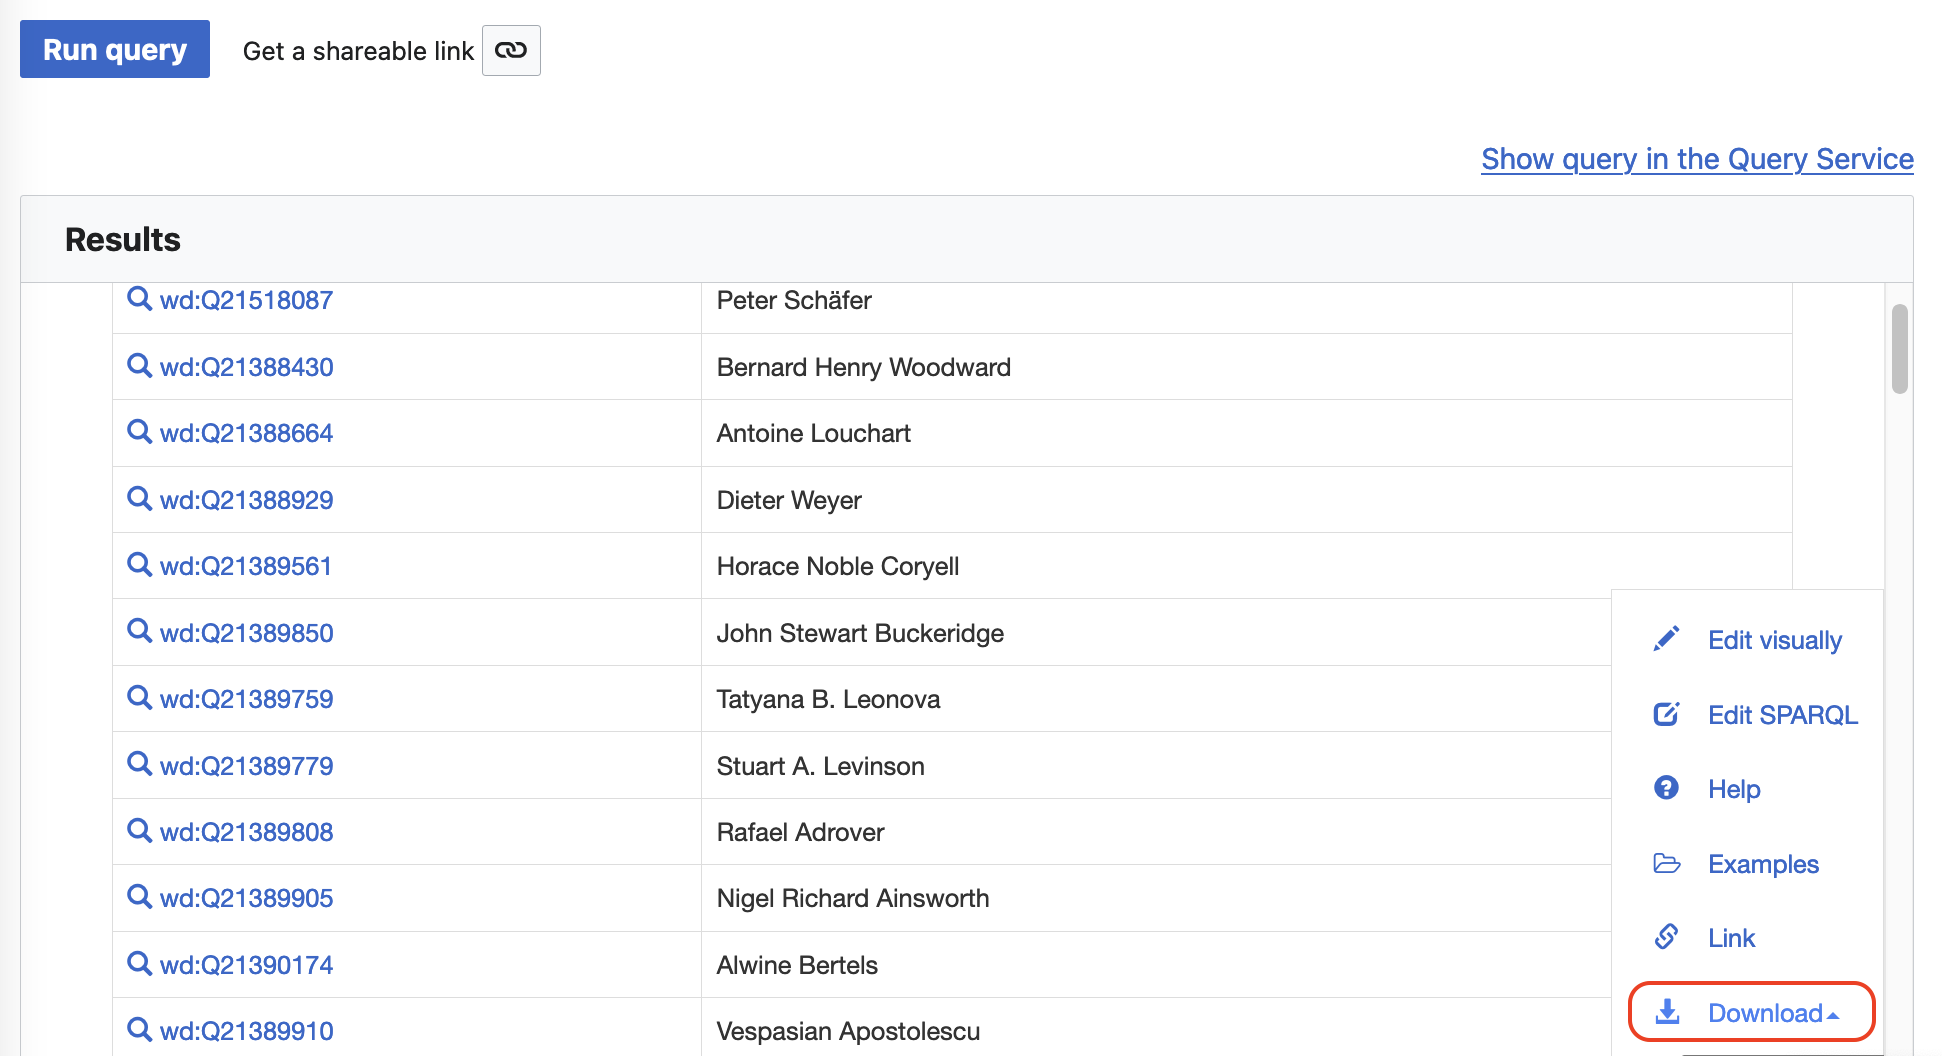 Run query
Get a shareable link
Show query in the Query Service
Results
wd:Q21518087 Peter Schäfer
wd:Q21388430 Bernard Henry Woodward
wd:Q21388664 Antoine Louchart
wd:Q21388929 Dieter Weyer
wd:Q21389561 Horace Noble Coryell
wd:Q21389850 John Stewart Buckeridge
wd:Q21389759 Tatyana B. Leonova
wd:Q21389779 Stuart A. Levinson
wd:Q21389808 Rafael Adrover
wd:Q21389905 Nigel Richard Ainsworth
wd:Q21390174 Alwine Bertels
wd:Q21389910 Vespasian Apostolescu
Edit visually
Edit SPARQL
Help
Examples
Link
Download